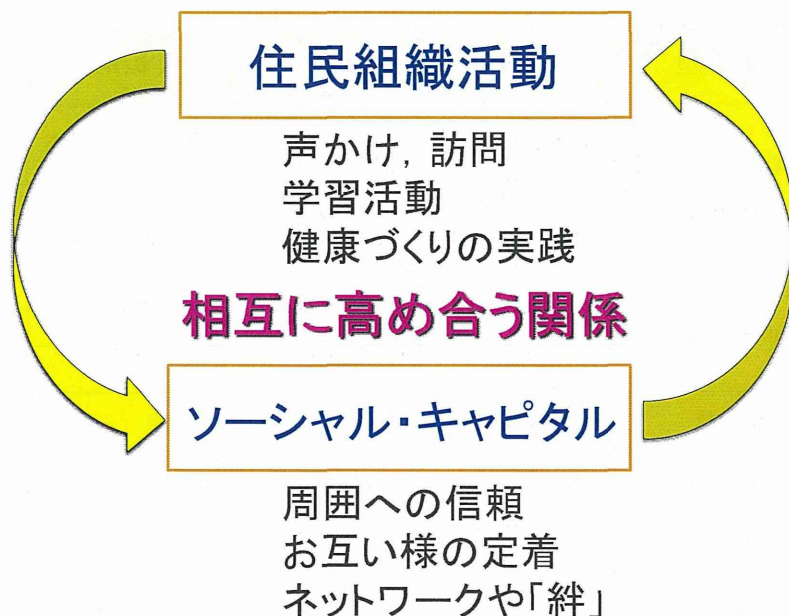 住民組織活動
声かけ, 訪問
学習活動
健康づくりの実践
相互に高め合う関係
ソーシャル・キャピタル
周囲への信頼
お互い様の定着
ネットワークや「絆」